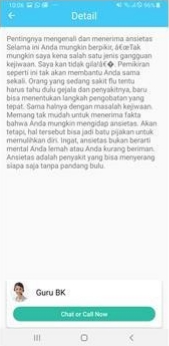 10:06
96%
Detail
Pentingnya mengenali dan menerima ansietas
Selama ini Anda mungkin berpikir, â€œTak
mungkin saya kena salah satu jenis gangguan
kejiwaan. Saya kan tidak gila!â€� Pemikiran
seperti ini tak akan membantu Anda sama
sekali. Orang yang sedang sakit flu tentu
harus tahu dulu gejala dan penyakitnya, baru
bisa menentukan langkah pengobatan yang
tepat. Sama halnya dengan masalah kejiwaan.
Memang tak mudah untuk menerima fakta
bahwa Anda mungkin mengidap ansietas. Akan
tetapi, hal tersebut bisa jadi batu pijakan untuk
memulihkan diri. Ingat, ansietas bukan berarti
mental Anda lemah atau Anda kurang beriman.
Ansietas adalah penyakit yang bisa menyerang
siapa saja tanpa pandang bulu.
Guru BK
Chat or Call Now